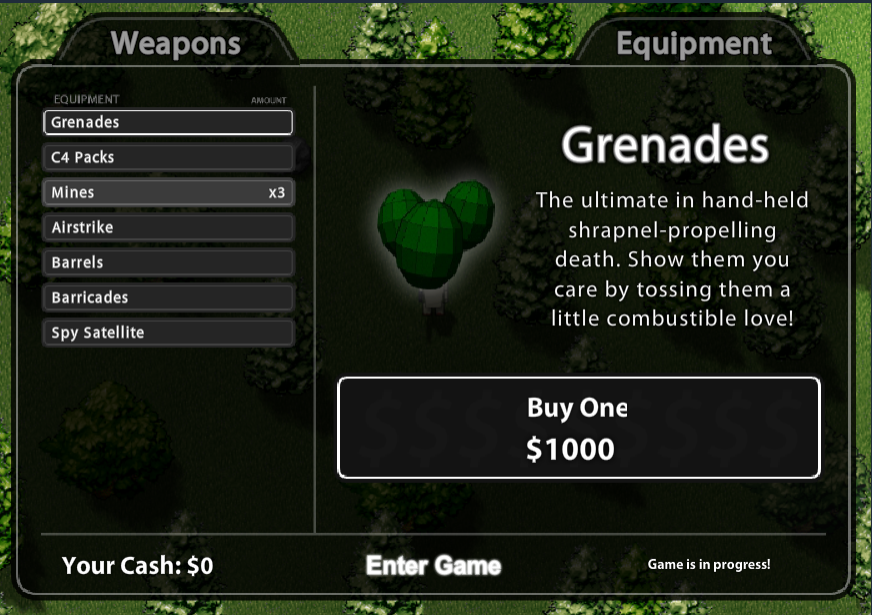 Weapons
Equipment
EQUIPMENT AMOUNT
Grenades
C4 Packs
Mines x3
Airstrike
Barrels
Barricades
Spy Satellite
Grenades
The ultimate in hand-held
shrapnel-propelling
death. Show them you
care by tossing them a
little combustible love!
Buy One
$1000
Your Cash: $0
Enter Game
Game is in progress!